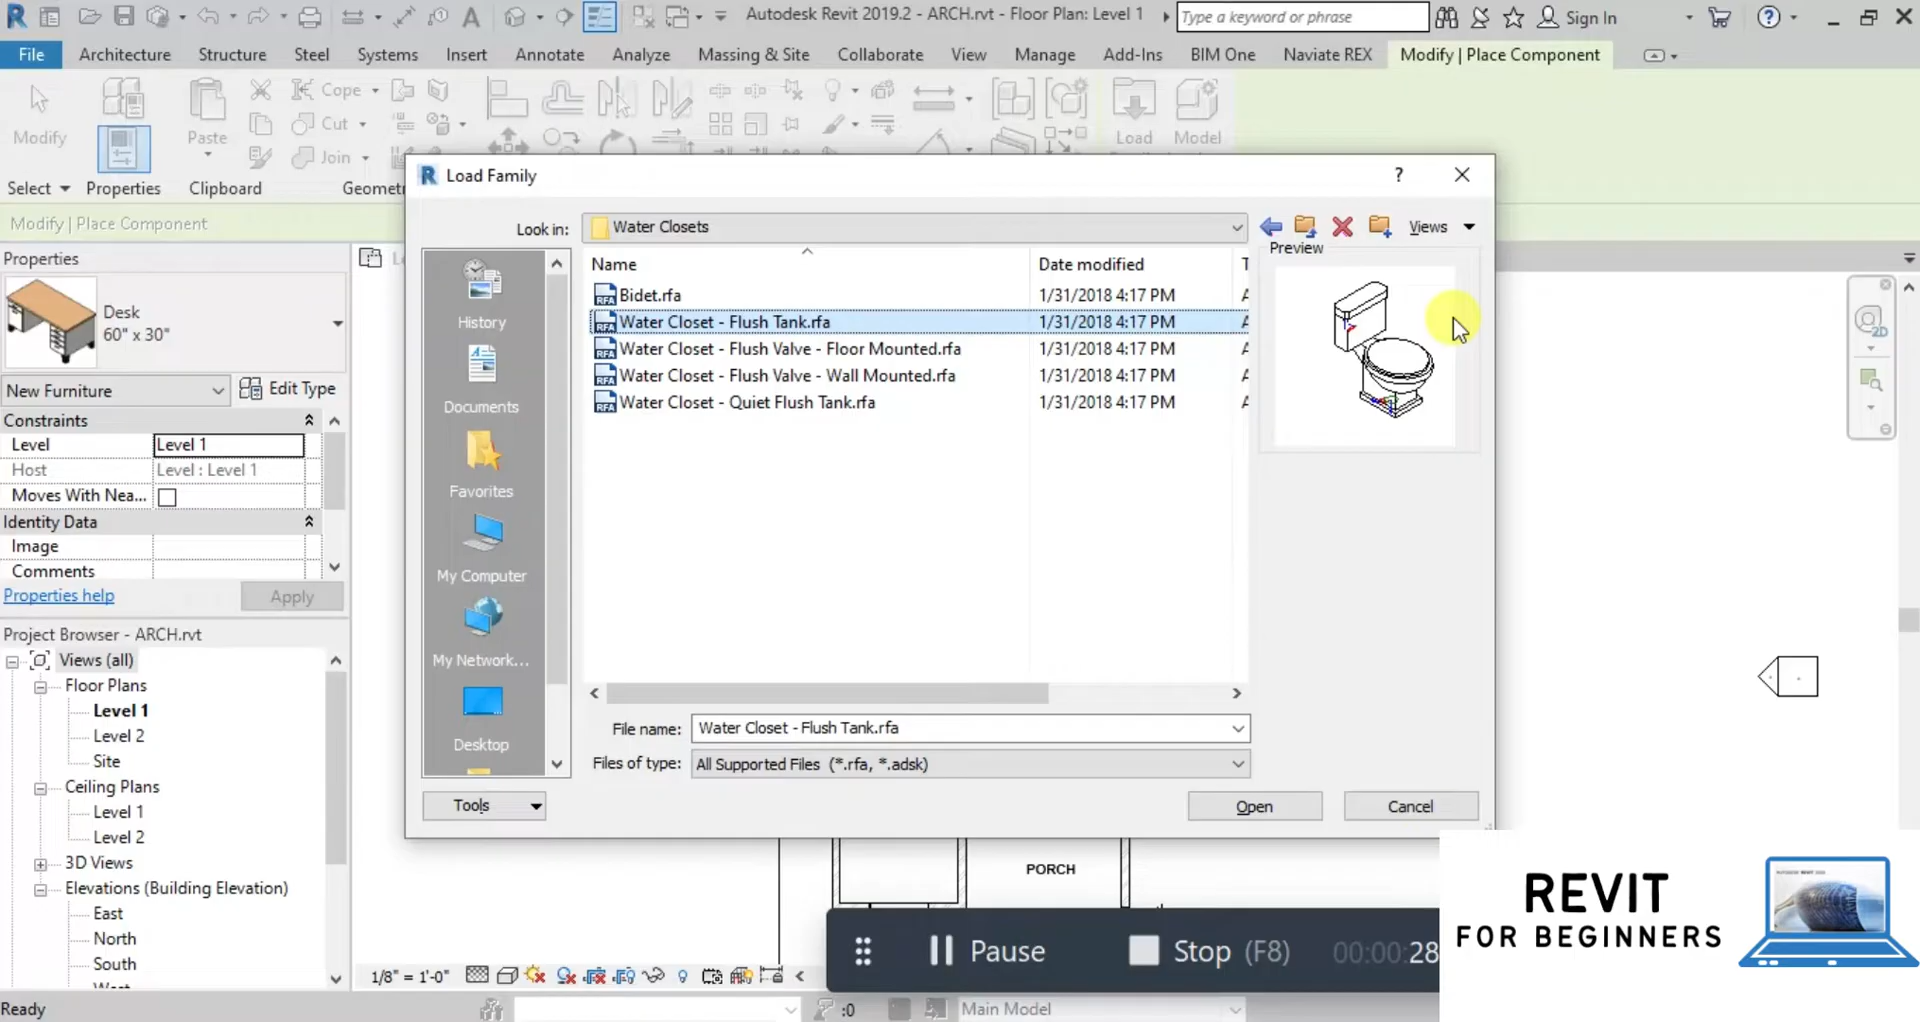 Autodesk Revit 2019.2 - ARCH.rvt - Floor Plan: Level 1
Type a keyword or phrase
Sign In
File Architecture Structure Steel Systems Insert Annotate Analyze Massing & Site Collaborate View Manage Add-Ins BIM One Naviate REX Modify | Place Component
Modify
Paste
Cope
Cut
Join
Load
Model
Select Properties Clipboard
Modify | Place Component
Properties
Desk
60" x 30"
New Furniture
Edit Type
Constraints
Level Level 1
Host Level : Level 1
Moves With Nea...
Identity Data
Image
Comments
Properties help
Apply
Project Browser - ARCH.rvt
Views (all)
Floor Plans
Level 1
Level 2
Site
Ceiling Plans
Level 1
Level 2
3D Views
Elevations (Building Elevation)
East
North
South
Ready
Load Family
?
Look in: Water Closets
Views
History
Documents
Favorites
My Computer
My Network...
Desktop
Name Date modified
Bidet.rfa 1/31/2018 4:17 PM
Water Closet - Flush Tank.rfa 1/31/2018 4:17 PM
Water Closet - Flush Valve - Floor Mounted.rfa 1/31/2018 4:17 PM
Water Closet - Flush Valve - Wall Mounted.rfa 1/31/2018 4:17 PM
Water Closet - Quiet Flush Tank.rfa 1/31/2018 4:17 PM
Preview
File name: Water Closet - Flush Tank.rfa
Files of type: All Supported Files (*.rfa, *.adsk)
Tools
Open
Cancel
2D
PORCH
1/8" = 1'-0"
:0
Main Model
Pause
Stop (F8)
00:00:28
REVIT
FOR BEGINNERS